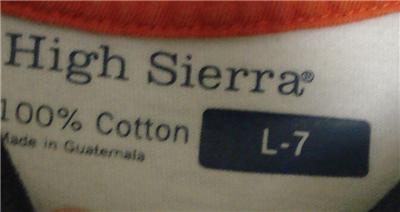 High Sierra®
100% Cotton
Made in Guatemala
L-7